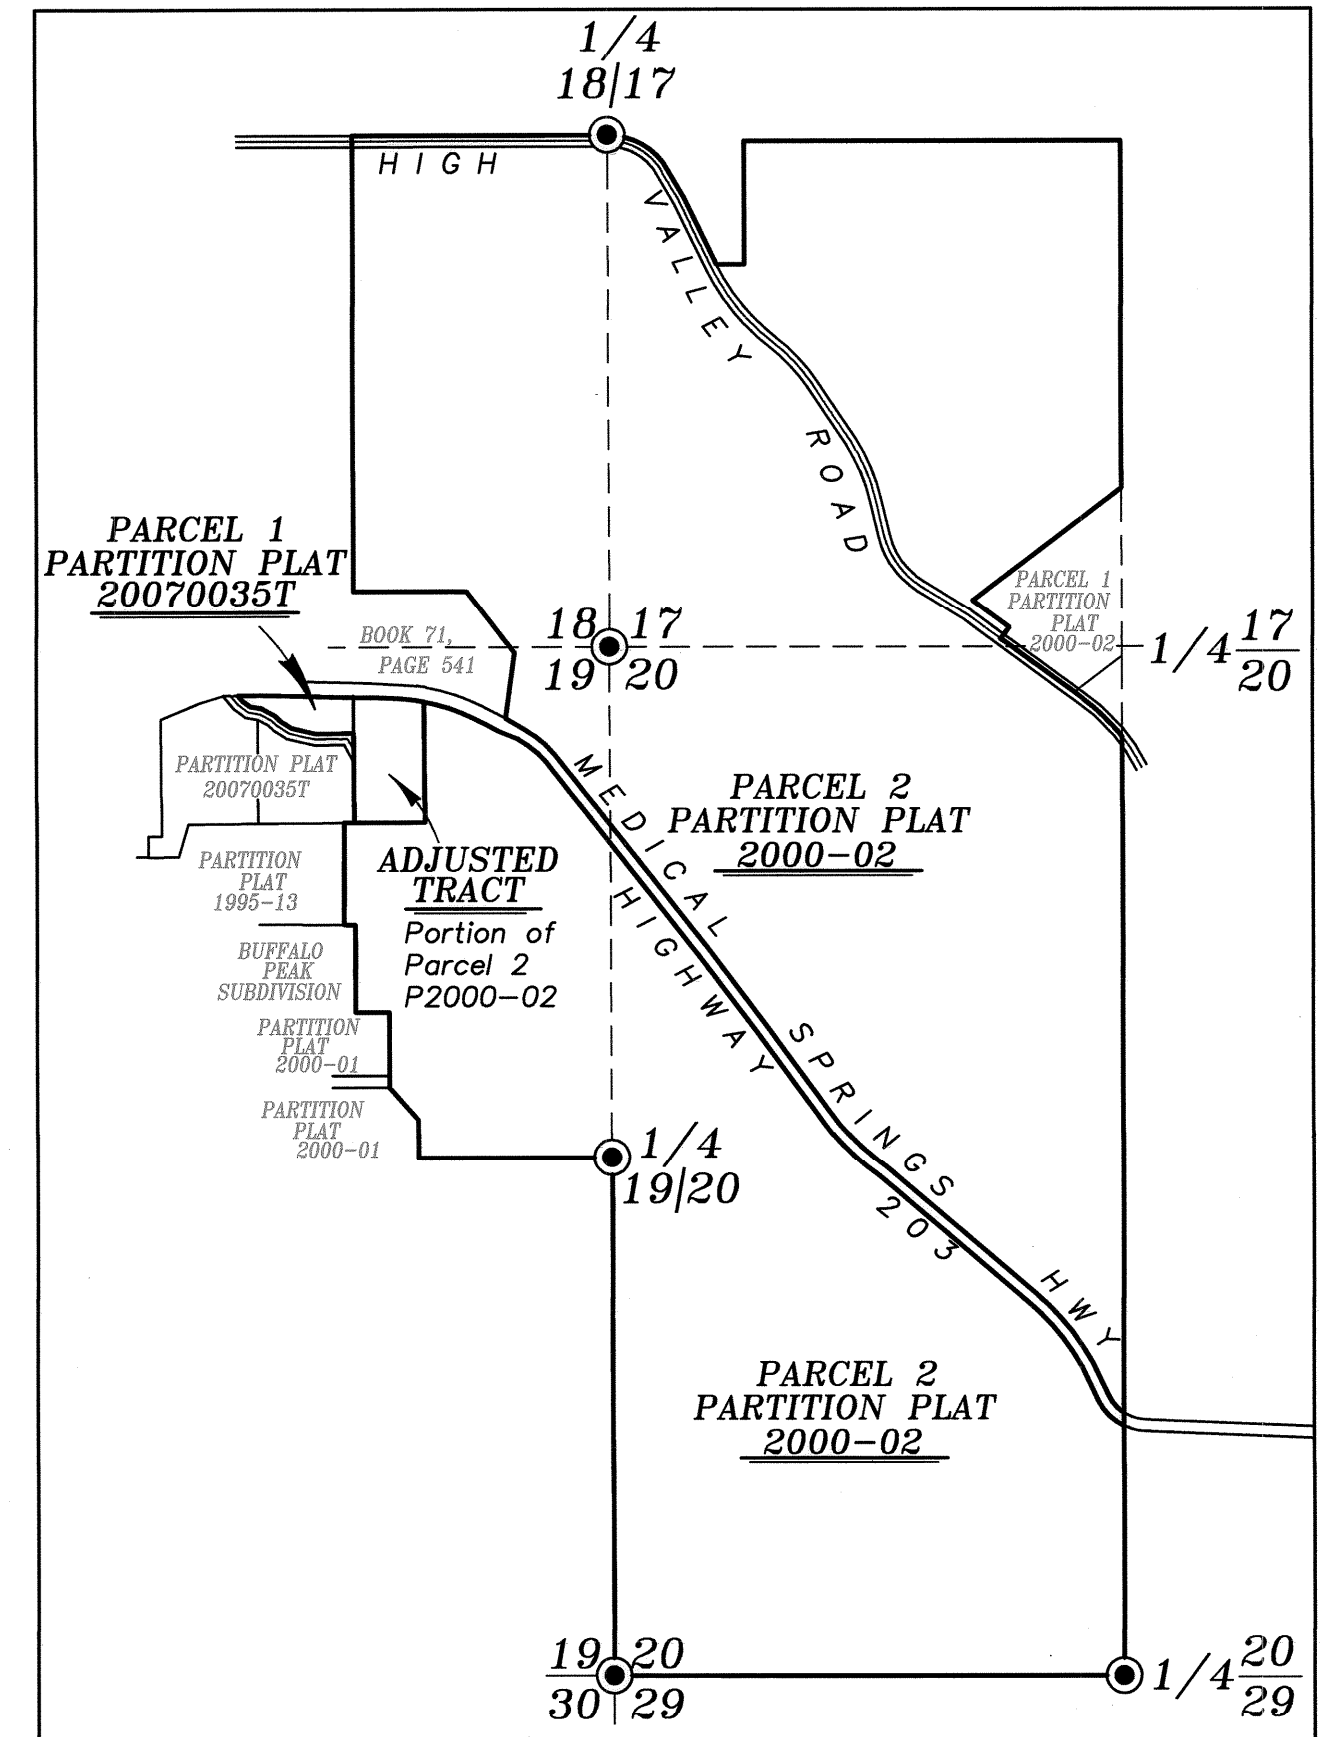 1/4
18|17
HIGH
VALLEY
ROAD
PARCEL 1
PARTITION PLAT
20070035T
PARCEL 1
PARTITION
PLAT
2000-02
BOOK 71,
PAGE 541
18 17
19 20
1/4 17
20
PARTITION PLAT
20070035T
MEDICAL
SPRINGS
HWY
HIGHWAY
203
PARCEL 2
PARTITION PLAT
2000-02
PARTITION
PLAT
1995-13
ADJUSTED
TRACT
Portion of
Parcel 2
P2000-02
BUFFALO
PEAK
SUBDIVISION
PARTITION
PLAT
2000-01
PARTITION
PLAT
2000-01
1/4
19|20
PARCEL 2
PARTITION PLAT
2000-02
19 20
30 29
1/4 20
29